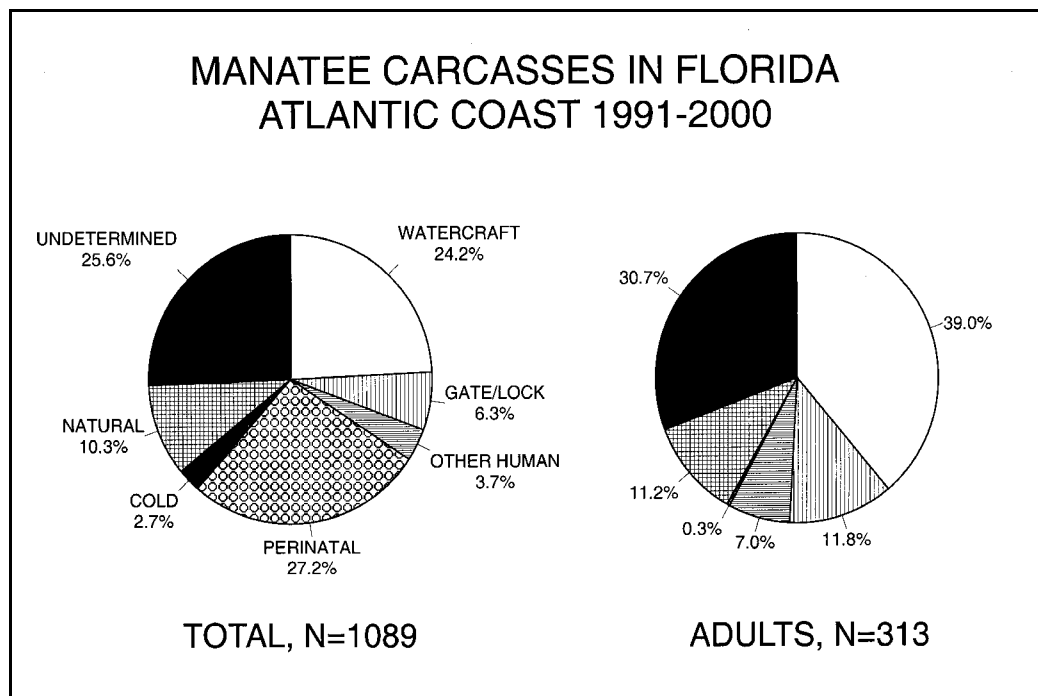 MANATEE CARCASSES IN FLORIDA
ATLANTIC COAST 1991-2000
UNDETERMINED
25.6%
WATERCRAFT
24.2%
GATE/LOCK
6.3%
OTHER HUMAN
3.7%
PERINATAL
27.2%
COLD
2.7%
NATURAL
10.3%
TOTAL, N=1089
30.7%
39.0%
11.8%
7.0%
0.3%
11.2%
ADULTS, N=313